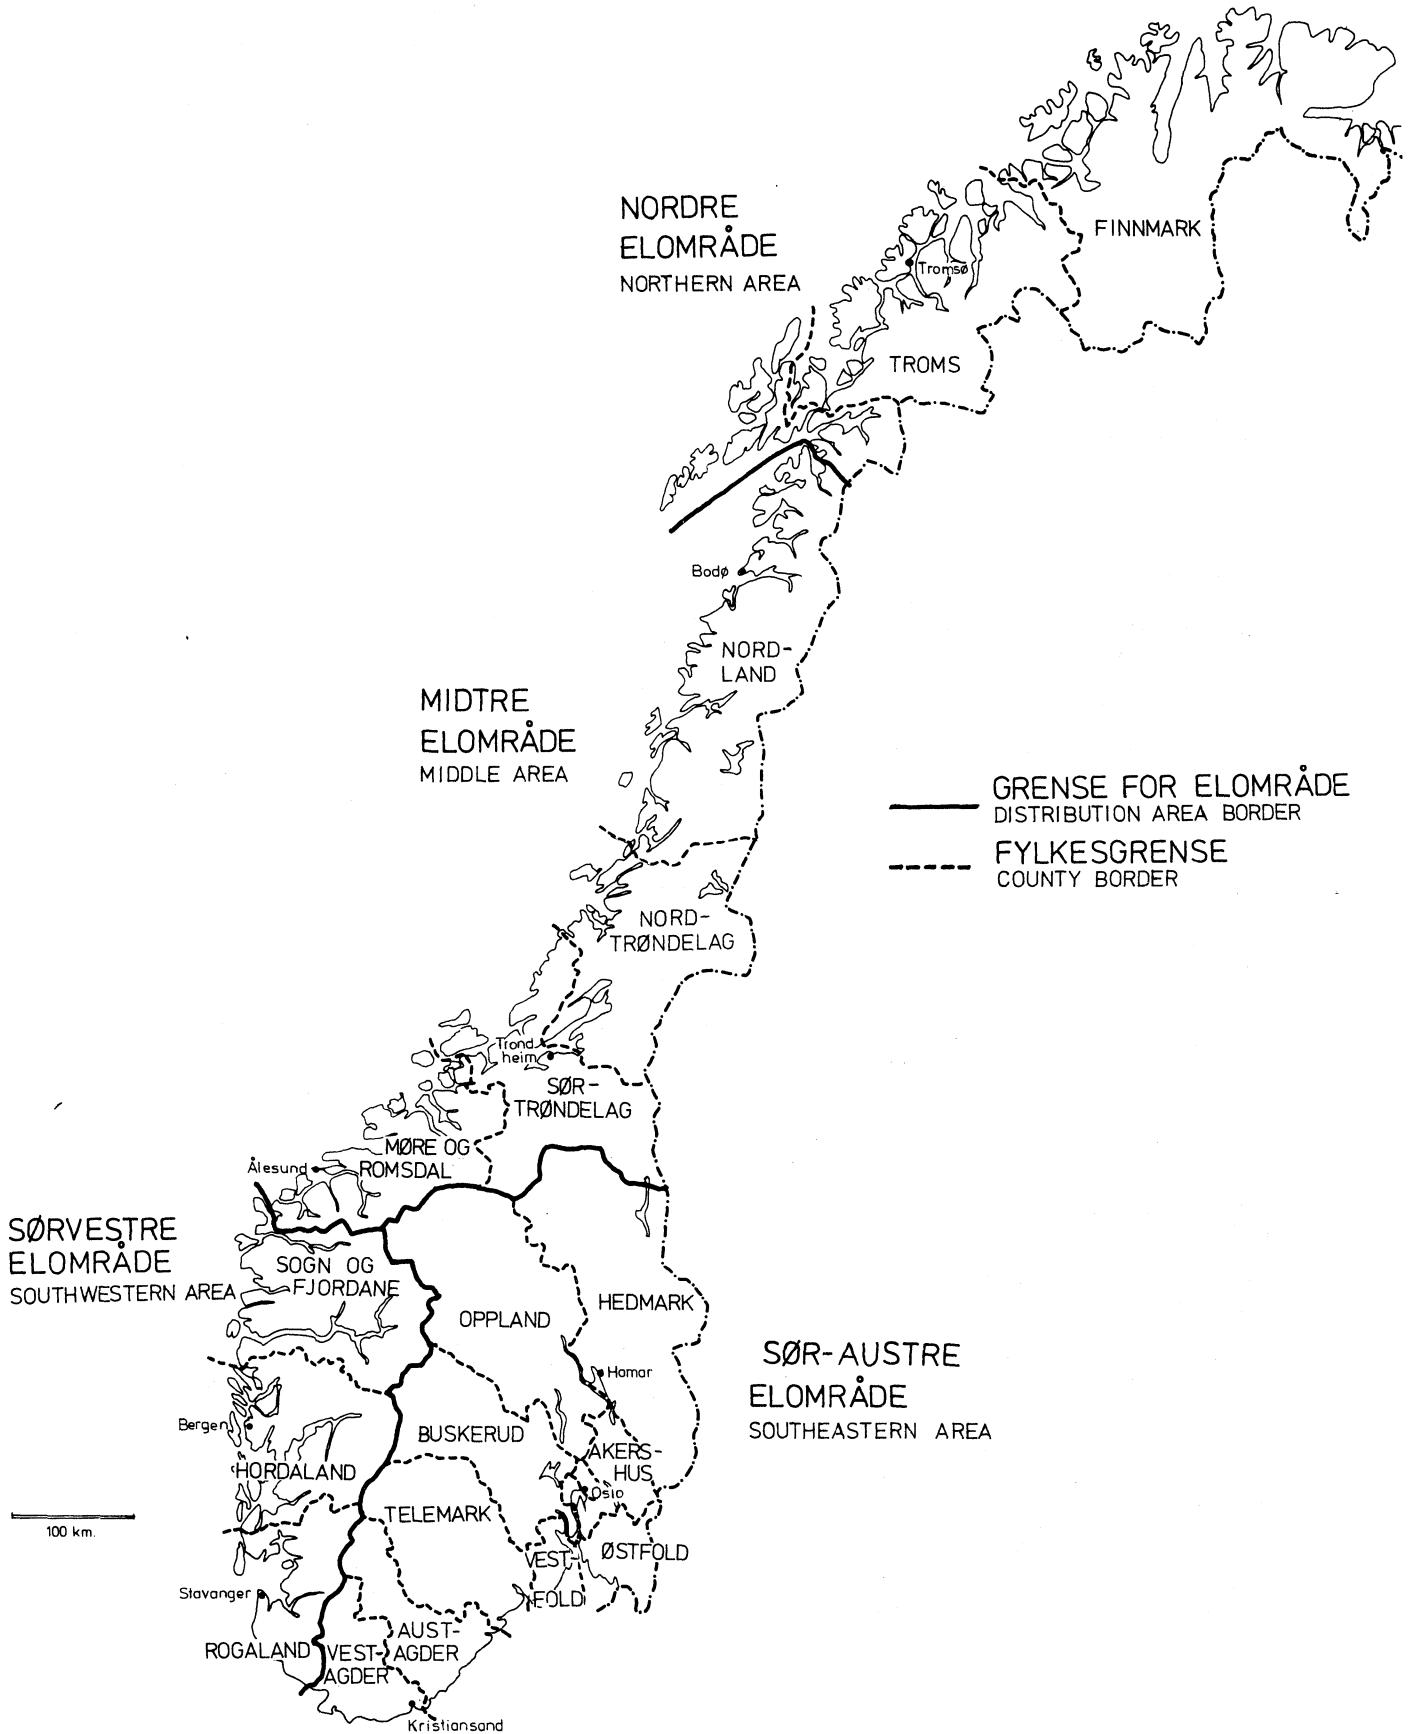 NORDRE
ELOMRÅDE
NORTHERN AREA
FINNMARK
Tromsø
TROMS
Bodø
NORD-
LAND
MIDTRE
ELOMRÅDE
MIDDLE AREA
GRENSE FOR ELOMRÅDE
DISTRIBUTION AREA BORDER
FYLKESGRENSE
COUNTY BORDER
NORD-
TRØNDELAG
Trond
heim
SØR-
TRØNDELAG
MØRE OG
ROMSDAL
Ålesund
SØRVESTRE
ELOMRÅDE
SOUTHWESTERN AREA
SOGN OG
FJORDANE
OPPLAND
HEDMARK
SØR-AUSTRE
ELOMRÅDE
SOUTHEASTERN AREA
Hamar
Bergen
BUSKERUD
AKERS-
HUS
HORDALAND
Oslo
TELEMARK
100 km.
VEST-
FOLD
ØSTFOLD
Stavanger
ROGALAND
VEST-
AGDER
AUST-
AGDER
Kristiansand